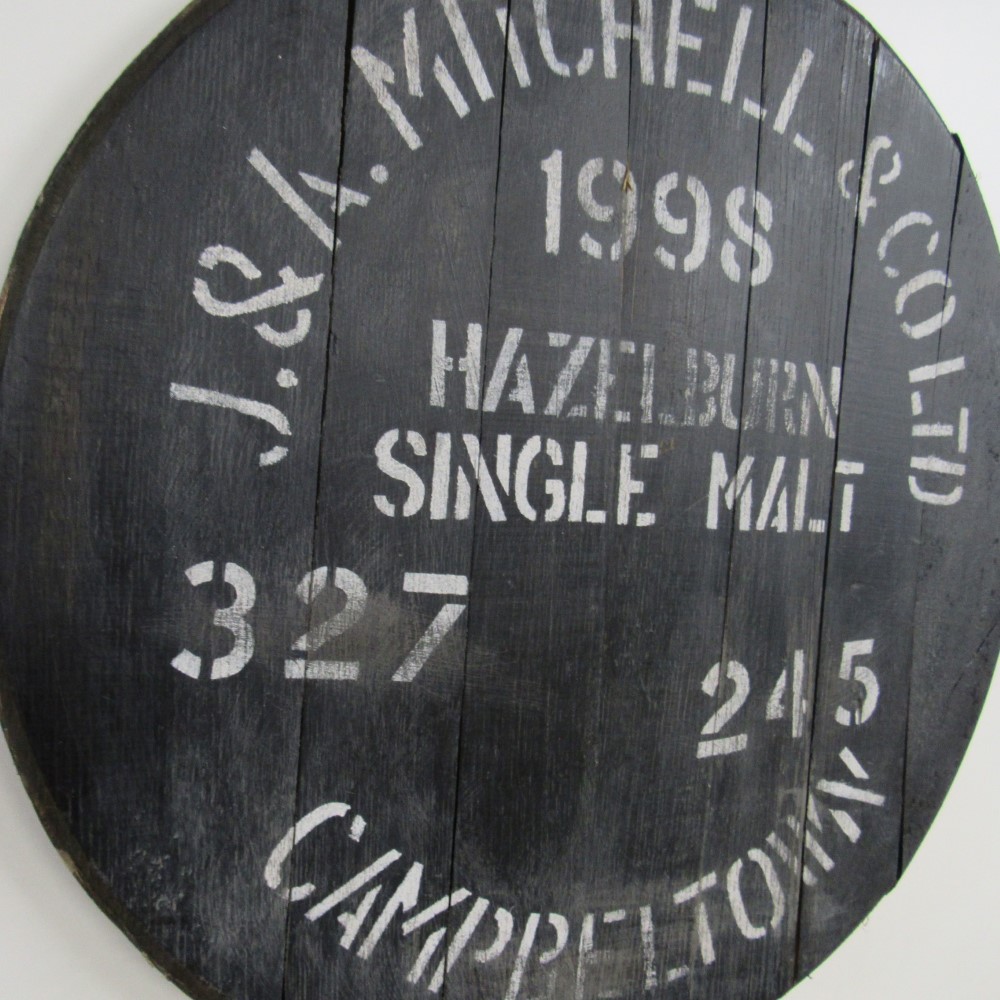 J. & A. MITCHELL & CO LTD
1998
HAZELBURN
SINGLE MALT
327
245
CAMPBELTOWN